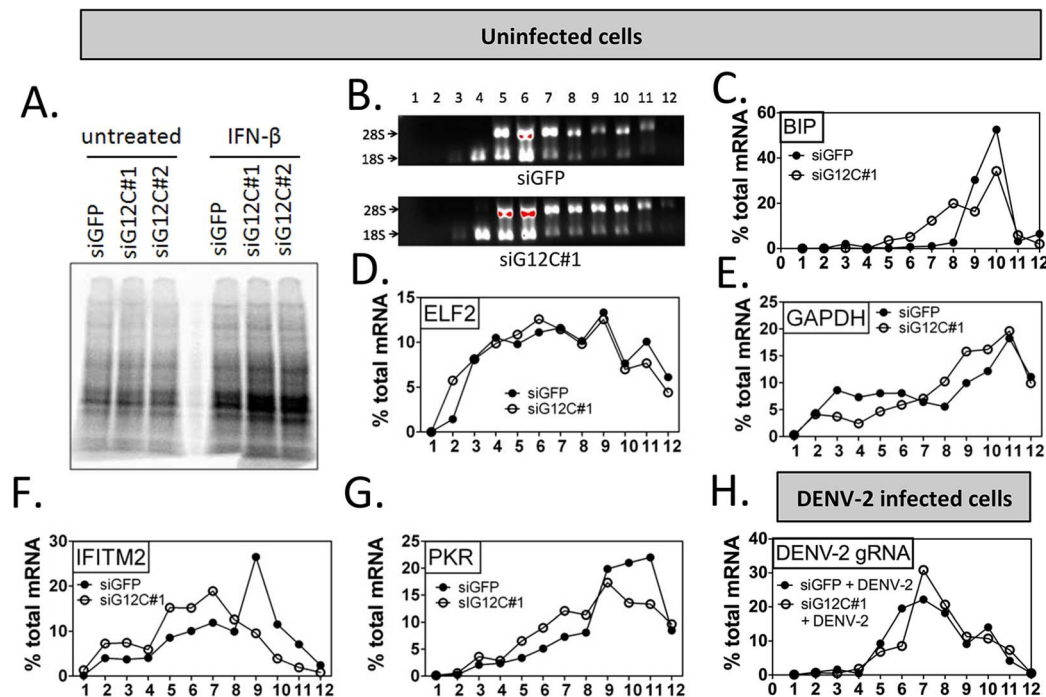 Uninfected cells
A.
untreated IFN-β
siGFP
siG12C#1
siG12C#2
siGFP
siG12C#1
siG12C#2
B.
1 2 3 4 5 6 7 8 9 10 11 12
28S
18S
siGFP
28S
18S
siG12C#1
C.
BIP
siGFP
siG12C#1
% total mRNA
60
40
20
0
0 1 2 3 4 5 6 7 8 9 10 11 12
D.
ELF2
siGFP
siG12C#1
% total mRNA
15
10
5
0
1 2 3 4 5 6 7 8 9 10 11 12
E.
GAPDH
siGFP
siG12C#1
% total mRNA
25
20
15
10
5
0
1 2 3 4 5 6 7 8 9 10 11 12
F.
IFITM2
siGFP
siG12C#1
% total mRNA
30
20
10
0
1 2 3 4 5 6 7 8 9 10 11 12
G.
PKR
siGFP
siG12C#1
% total mRNA
25
20
15
10
5
0
1 2 3 4 5 6 7 8 9 10 11 12
H.
DENV-2 infected cells
DENV-2 gRNA
siGFP + DENV-2
siG12C#1
+ DENV-2
% total mRNA
40
30
20
10
0
0 1 2 3 4 5 6 7 8 9 10 11 12